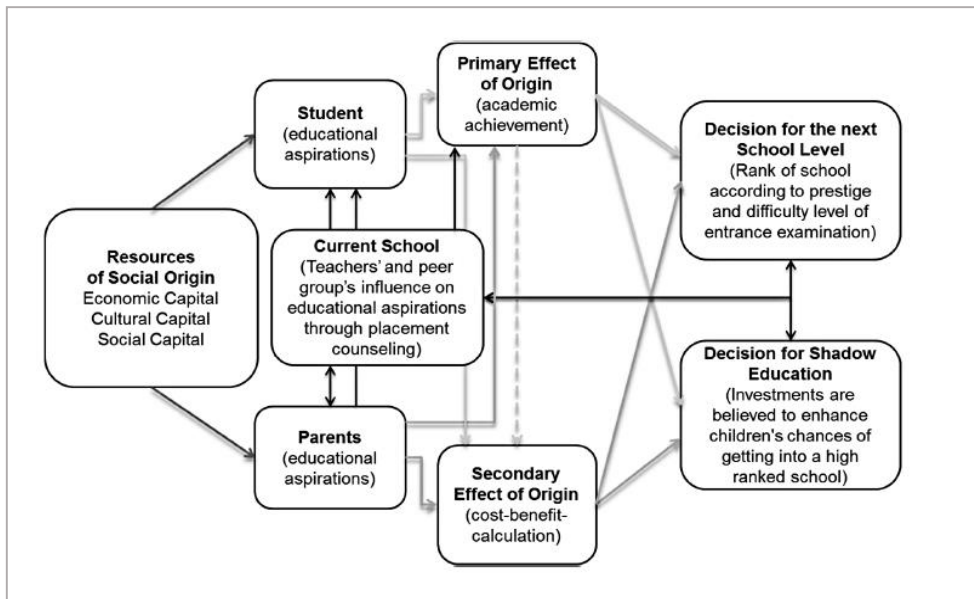 Resources
of Social Origin
Economic Capital
Cultural Capital
Social Capital
Student
(educational
aspirations)
Current School
(Teachers' and peer
group's influence on
educational aspirations
through placement
counseling)
Parents
(educational
aspirations)
Primary Effect
of Origin
(academic
achievement)
Secondary
Effect of Origin
(cost-benefit-
calculation)
Decision for the next
School Level
(Rank of school
according to prestige
and difficulty level of
entrance examination)
Decision for Shadow
Education
(Investments are
believed to enhance
children's chances of
getting into a high
ranked school)